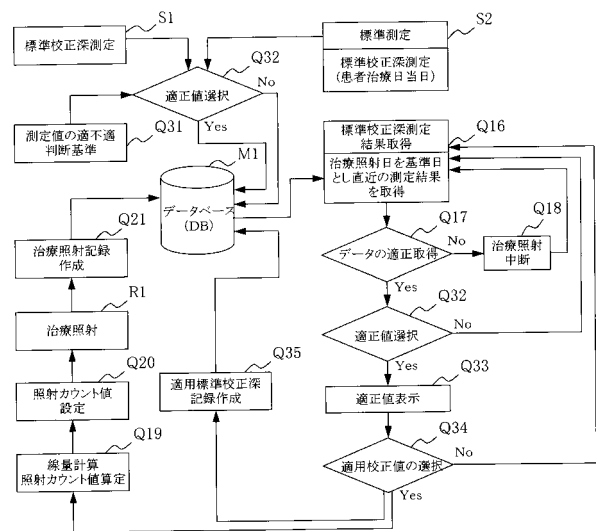 S1
標準校正深測定
S2
標準測定
標準校正深測定
(患者治療日当日)
Q32
適正値選択
No
Yes
測定値の適不適
判断基準
Q31
M1
データベース
(DB)
標準校正深測定
結果取得
Q16
治療照射日を基準日
とし直近の測定結果
を取得
Q17
データの適正取得
No
Yes
Q18
治療照射
中断
Q21
治療照射記録
作成
R1
治療照射
Q32
適正値選択
No
Yes
Q20
照射カウント値
設定
Q35
適用標準校正深
記録作成
Q33
適正値表示
Q19
線量計算
照射カウント値算定
Q34
適用校正値の選択
No
Yes